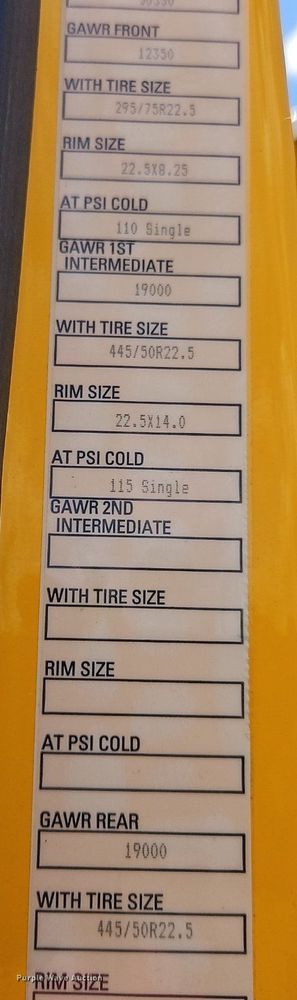 GAWR FRONT
12350
WITH TIRE SIZE
295/75R22.5
RIM SIZE
22.5X8.25
AT PSI COLD
110 Single
GAWR 1ST
INTERMEDIATE
19000
WITH TIRE SIZE
445/50R22.5
RIM SIZE
22.5X14.0
AT PSI COLD
115 Single
GAWR 2ND
INTERMEDIATE
WITH TIRE SIZE
RIM SIZE
AT PSI COLD
GAWR REAR
19000
WITH TIRE SIZE
445/50R22.5
Purple Wave Auction
RIM SIZE